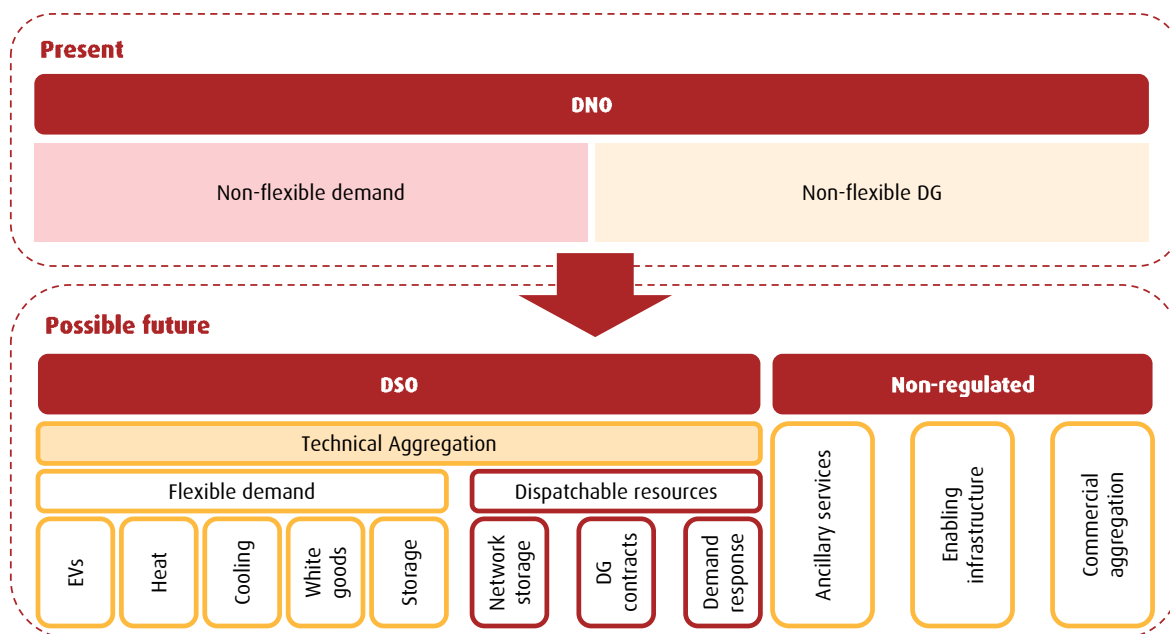 Present
DNO
Non-flexible demand
Non-flexible DG
Possible future
DSO
Non-regulated
Technical Aggregation
Flexible demand
Dispatchable resources
EVs
Heat
Cooling
White
goods
Storage
Network
storage
DG
contracts
Demand
response
Ancillary services
Enabling
infrastructure
Commercial
aggregation